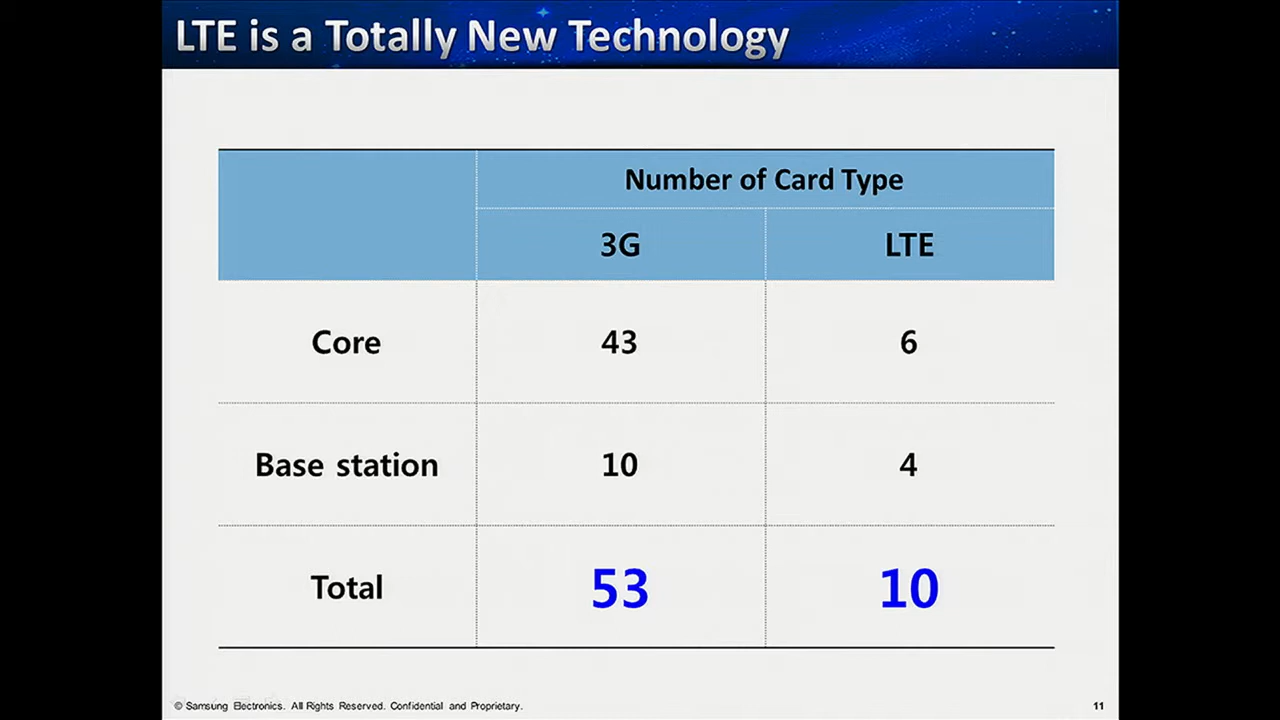 LTE is a Totally New Technology
Number of Card Type
3G LTE
Core 43 6
Base station 10 4
Total 53 10
© Samsung Electronics. All Rights Reserved. Confidential and Proprietary. 11